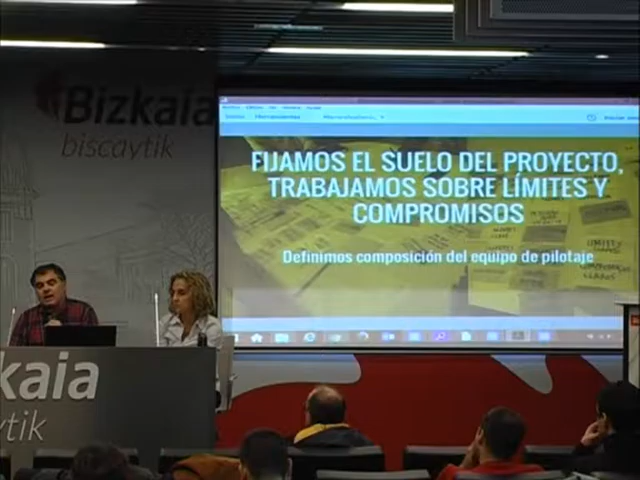 Bizkaia
biscaytik
FIJAMOS EL SUELO DEL PROYECTO,
TRABAJAMOS SOBRE LÍMITES Y
COMPROMISOS
Definimos composición del equipo de pilotaje
kaia
ytik